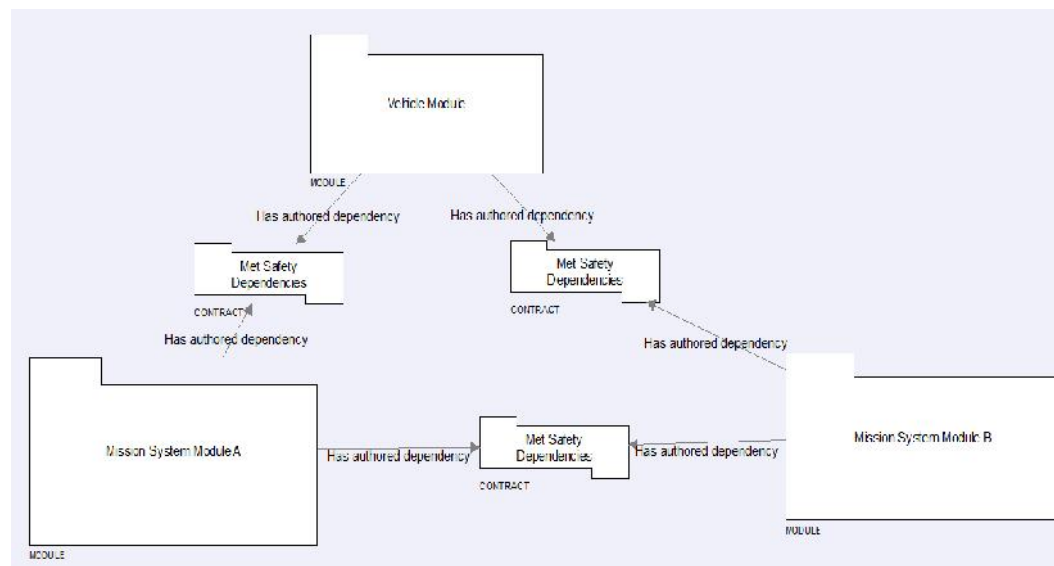 Vehicle Module
MODULE
Has authored dependency
Has authored dependency
Met Safety
Dependencies
CONTRACT
Met Safety
Dependencies
CONTRACT
Has authored dependency
Has authored dependency
Mission System Module A
MODULE
Has authored dependency
Met Safety
Dependencies
CONTRACT
Has authored dependency
Mission System Module B
MODULE